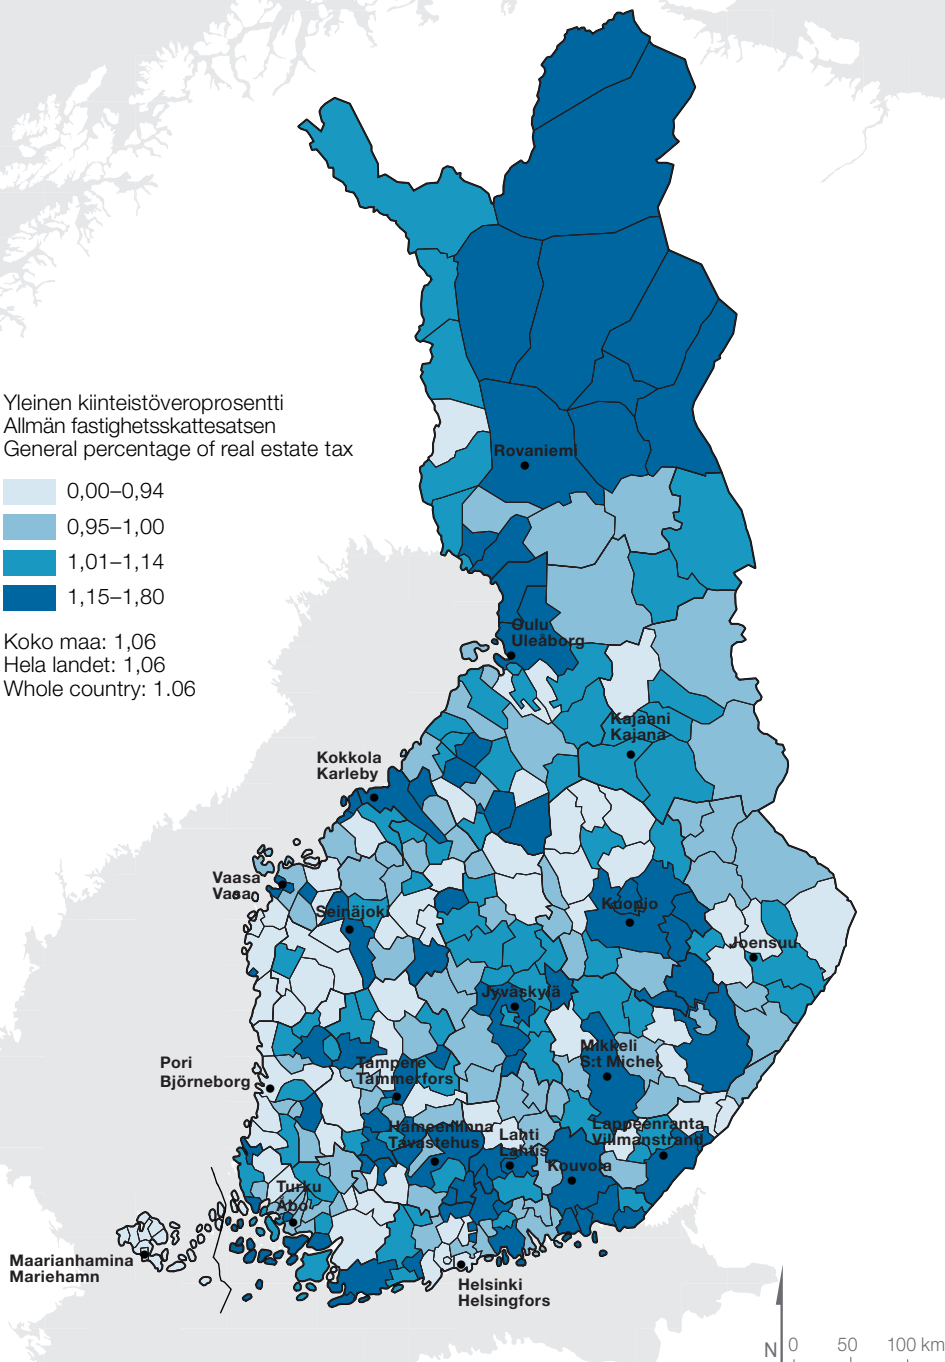 Yleinen kiinteistöveroprosentti
Allmän fastighetsskattesatsen
General percentage of real estate tax
0,00–0,94
0,95–1,00
1,01–1,14
1,15–1,80
Koko maa: 1,06
Hela landet: 1,06
Whole country: 1.06
Rovaniemi
Oulu
Uleåborg
Kajaani
Kajana
Kokkola
Karleby
Vaasa
Vasa
Seinäjoki
Kuopio
Joensuu
Jyväskylä
Mikkeli
S:t Michel
Pori
Björneborg
Tampere
Tammerfors
Hämeenlinna
Tavastehus
Lahti
Lahtis
Lappeenranta
Villmanstrand
Kouvola
Turku
Åbo
Maarianhamina
Mariehamn
Helsinki
Helsingfors
N
0 50 100 km